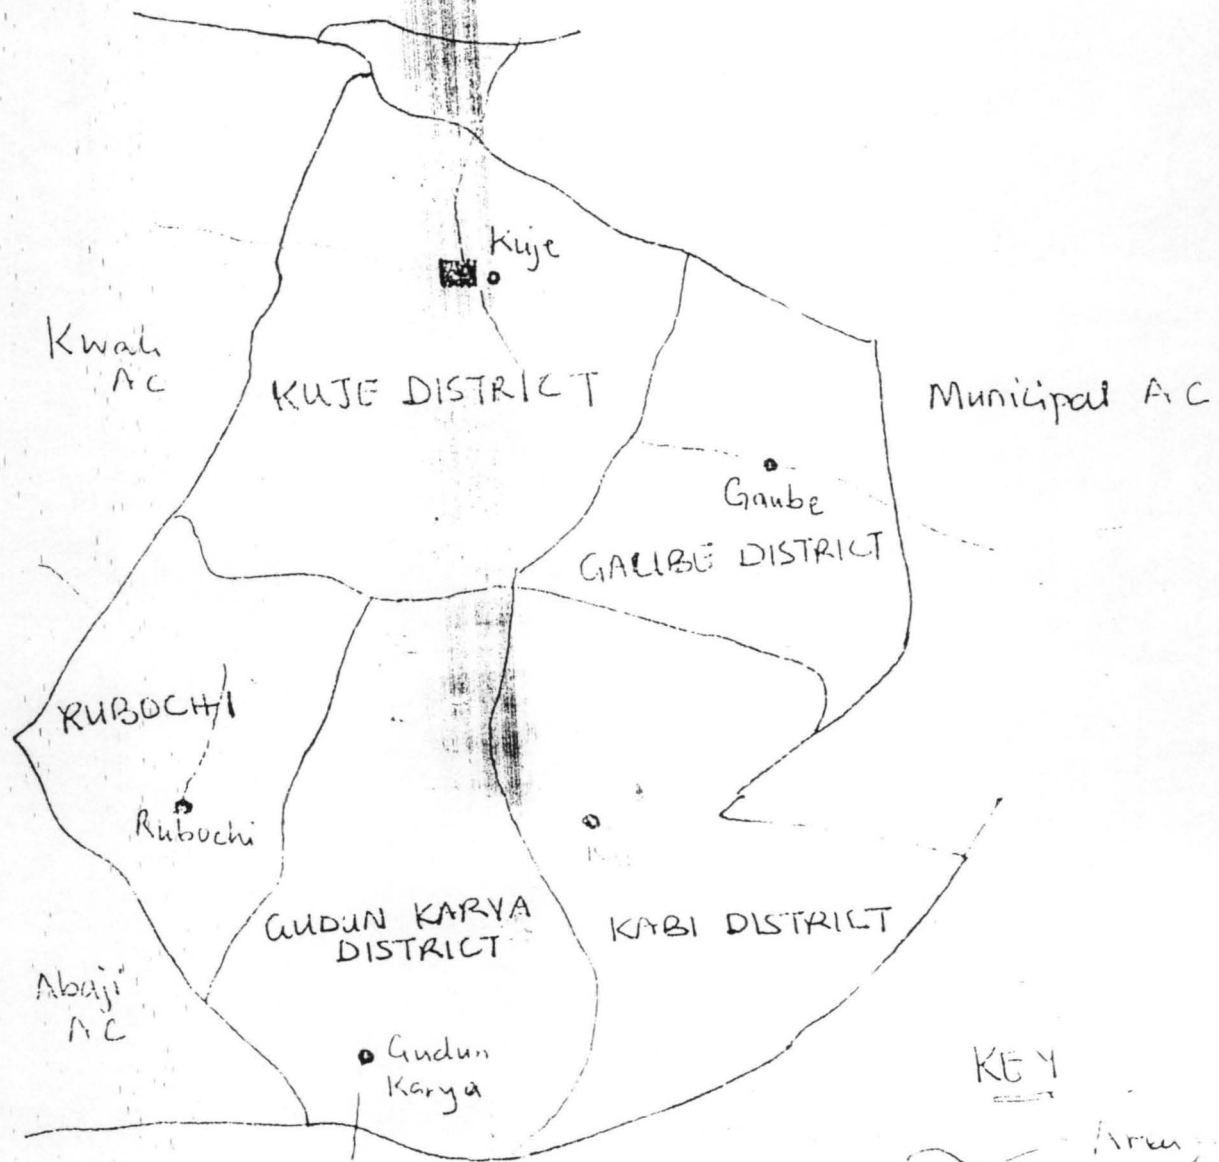 Kuje
Kwali
AC
KUJE DISTRICT
Municipal AC
Gaube
GAUBE DISTRICT
RUBOCHI
Rubochi
GUDUN KARYA
DISTRICT
KABI DISTRICT
Abaji
AC
Gudun
Karya
KEY